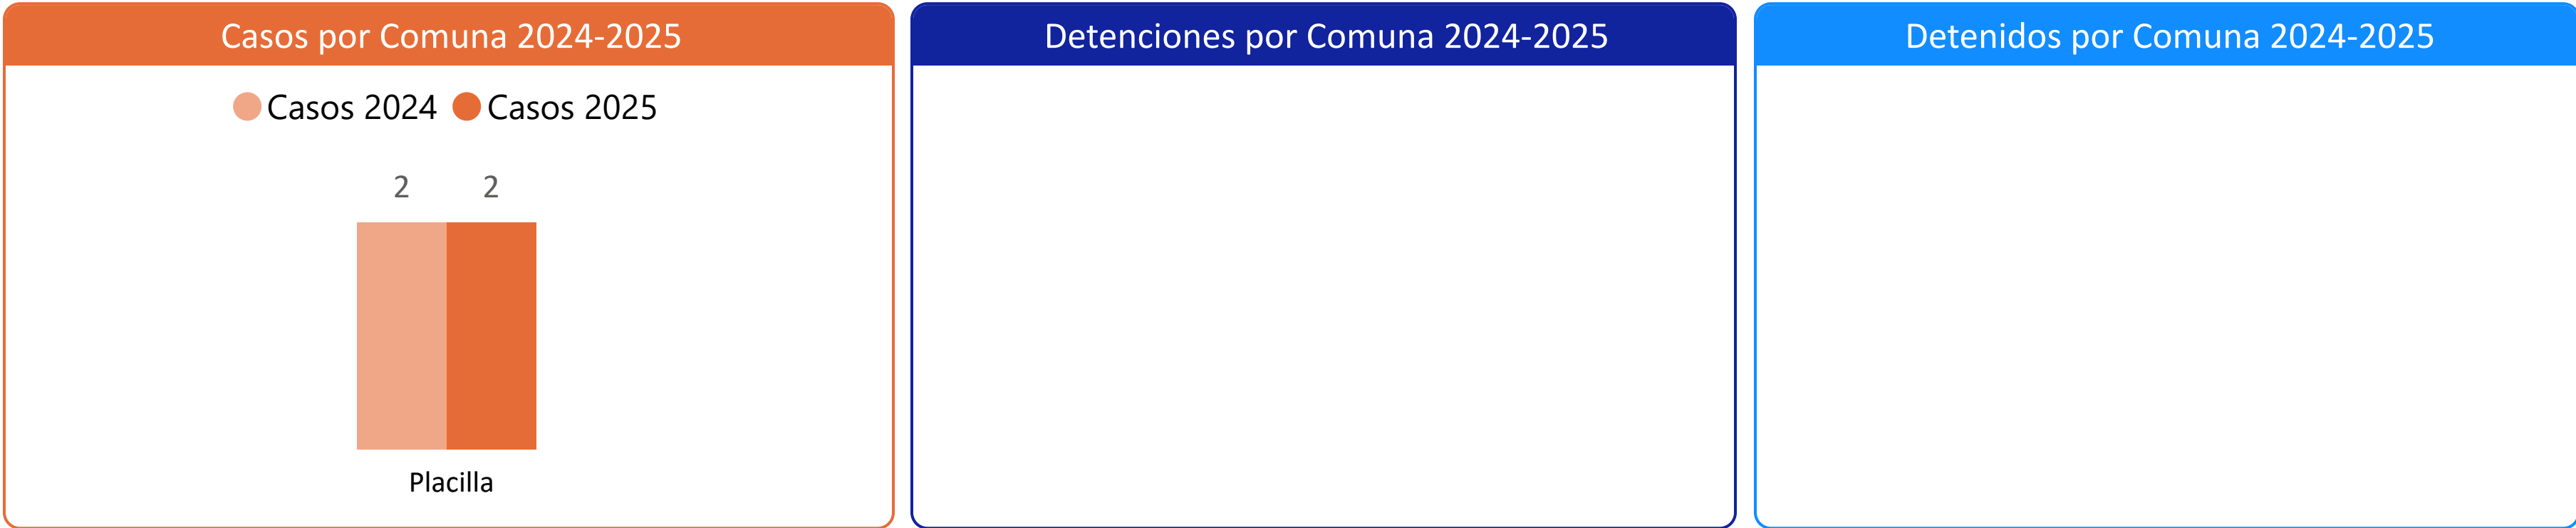 Casos por Comuna 2024-2025
Casos 2024 Casos 2025
2 2
Placilla
Detenciones por Comuna 2024-2025
Detenidos por Comuna 2024-2025